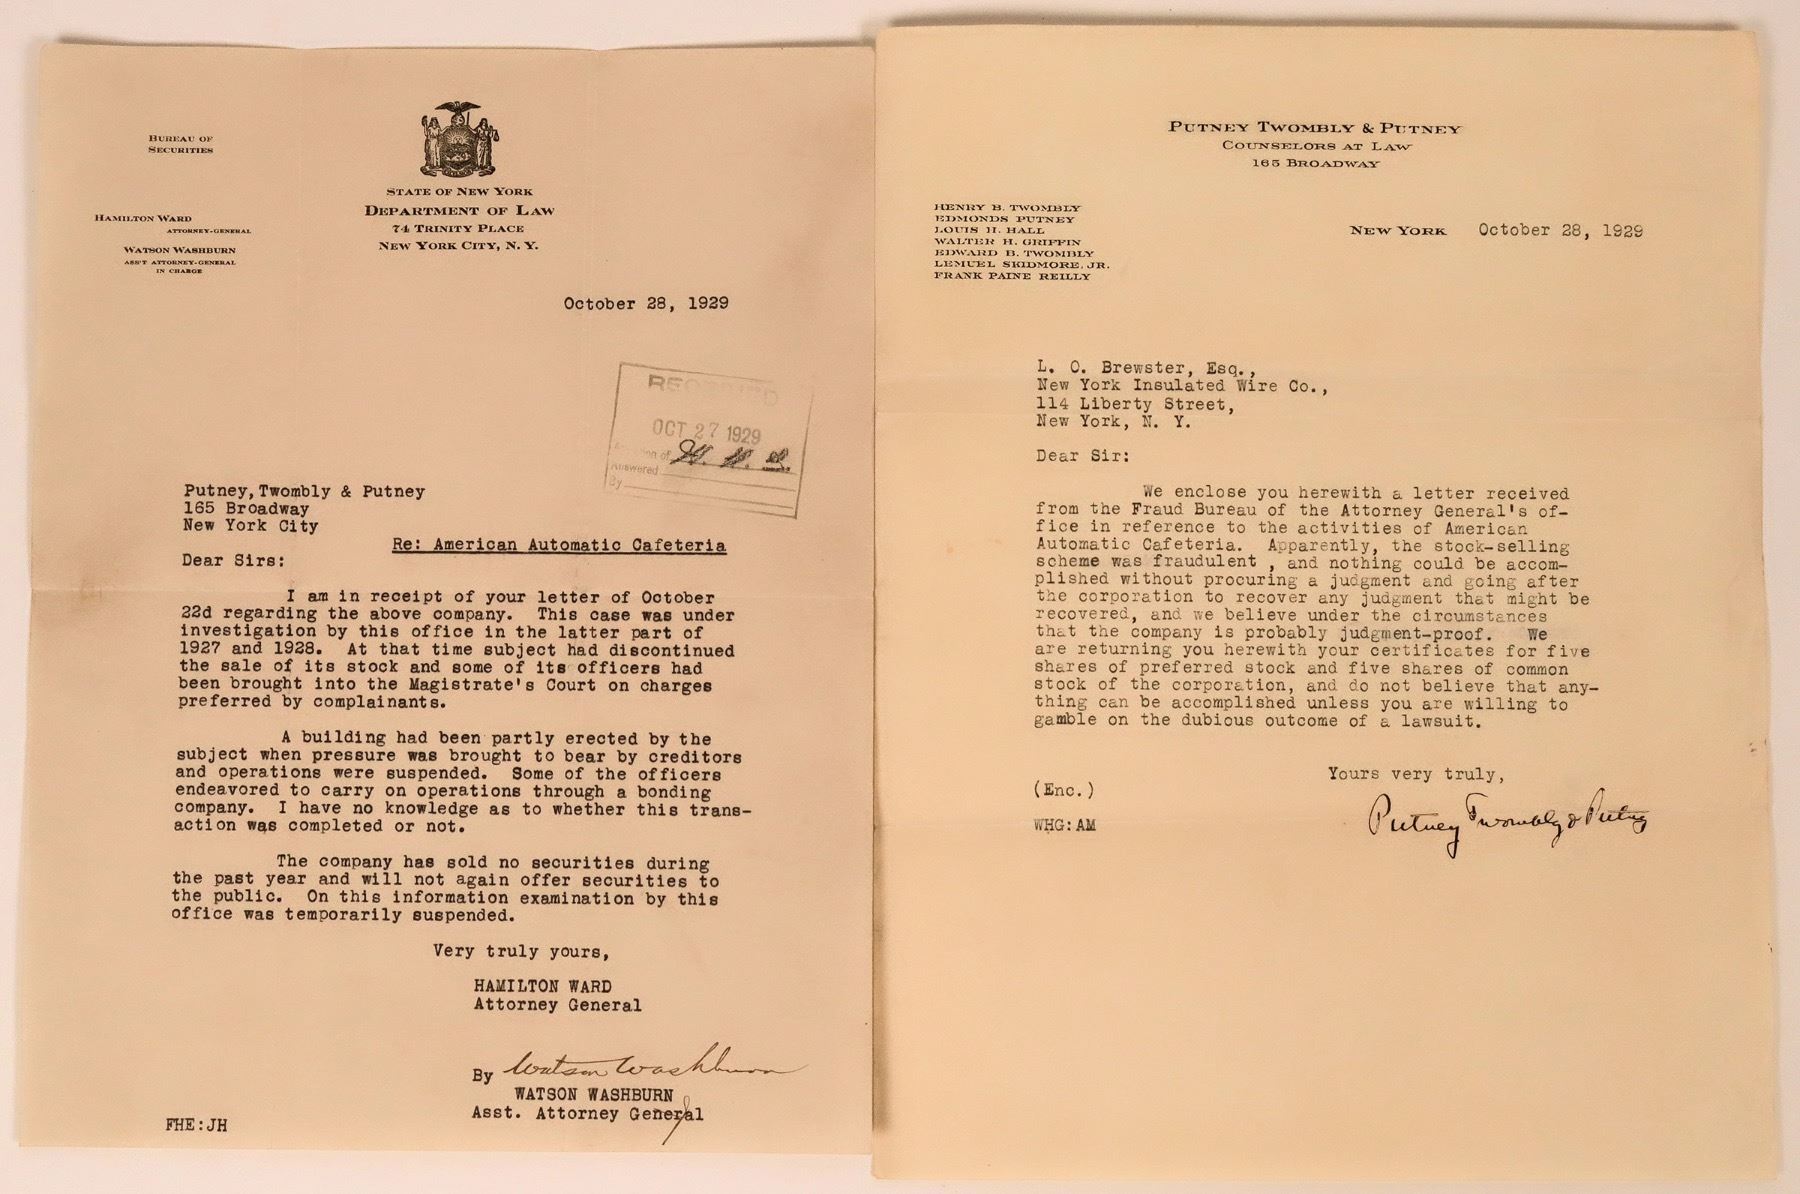 BUREAU OF
SECURITIES
HAMILTON WARD
ATTORNEY-GENERAL
WATSON WASHBURN
ASS'T ATTORNEY-GENERAL
IN CHARGE
STATE OF NEW YORK
DEPARTMENT OF LAW
74 TRINITY PLACE
NEW YORK CITY, N. Y.
October 28, 1929
RECEIVED
OCT 27 1929
of
Answered
By
Putney, Twombly & Putney
165 Broadway
New York City
Re: American Automatic Cafeteria
Dear Sirs:
I am in receipt of your letter of October
22d regarding the above company. This case was under
investigation by this office in the latter part of
1927 and 1928. At that time subject had discontinued
the sale of its stock and some of its officers had
been brought into the Magistrate's Court on charges
preferred by complainants.
A building had been partly erected by the
subject when pressure was brought to bear by creditors
and operations were suspended. Some of the officers
endeavored to carry on operations through a bonding
company. I have no knowledge as to whether this trans-
action was completed or not.
The company has sold no securities during
the past year and will not again offer securities to
the public. On this information examination by this
office was temporarily suspended.
Very truly yours,
HAMILTON WARD
Attorney General
By Watson Washburn
WATSON WASHBURN
Asst. Attorney General
FHE:JH
PUTNEY TWOMBLY & PUTNEY
COUNSELORS AT LAW
165 BROADWAY
HENRY B. TWOMBLY
EDMONDS PUTNEY
LOUIS H. HALL
WALTER H. GRIFFIN
EDWARD B. TWOMBLY
LEMUEL SKIDMORE, JR.
FRANK PAINE REILLY
NEW YORK October 28, 1929
L. O. Brewster, Esq.,
New York Insulated Wire Co.,
114 Liberty Street,
New York, N. Y.
Dear Sir:
We enclose you herewith a letter received
from the Fraud Bureau of the Attorney General's of-
fice in reference to the activities of American
Automatic Cafeteria. Apparently, the stock-selling
scheme was fraudulent , and nothing could be accom-
plished without procuring a judgment and going after
the corporation to recover any judgment that might be
recovered, and we believe under the circumstances
that the company is probably judgment-proof. We
are returning you herewith your certificates for five
shares of preferred stock and five shares of common
stock of the corporation, and do not believe that any-
thing can be accomplished unless you are willing to
gamble on the dubious outcome of a lawsuit.
Yours very truly,
(Enc.)
Putney Twombly & Putney
WHG:AM